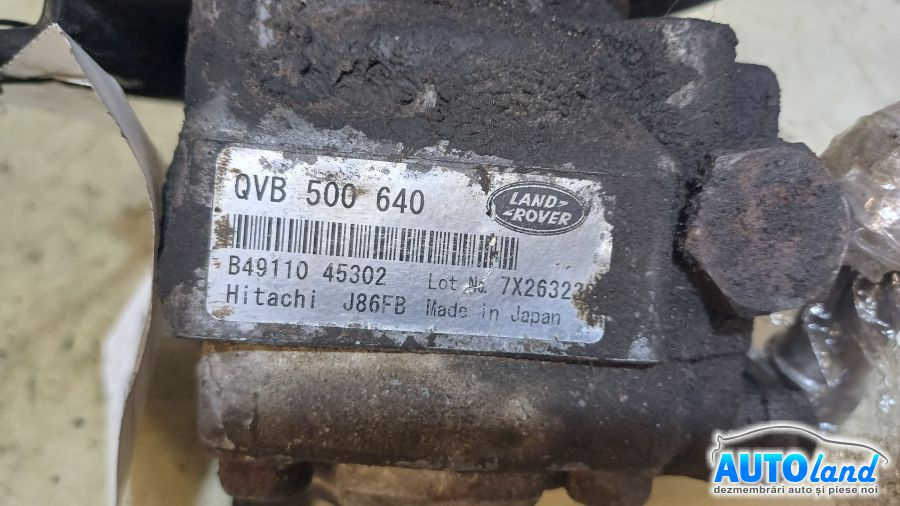 QVB 500 640
LAND-
-ROVER
B49110 45302 Lot No. 7X26323
Hitachi J86FB Made in Japan
AUTOland
dezmembrări auto și piese noi